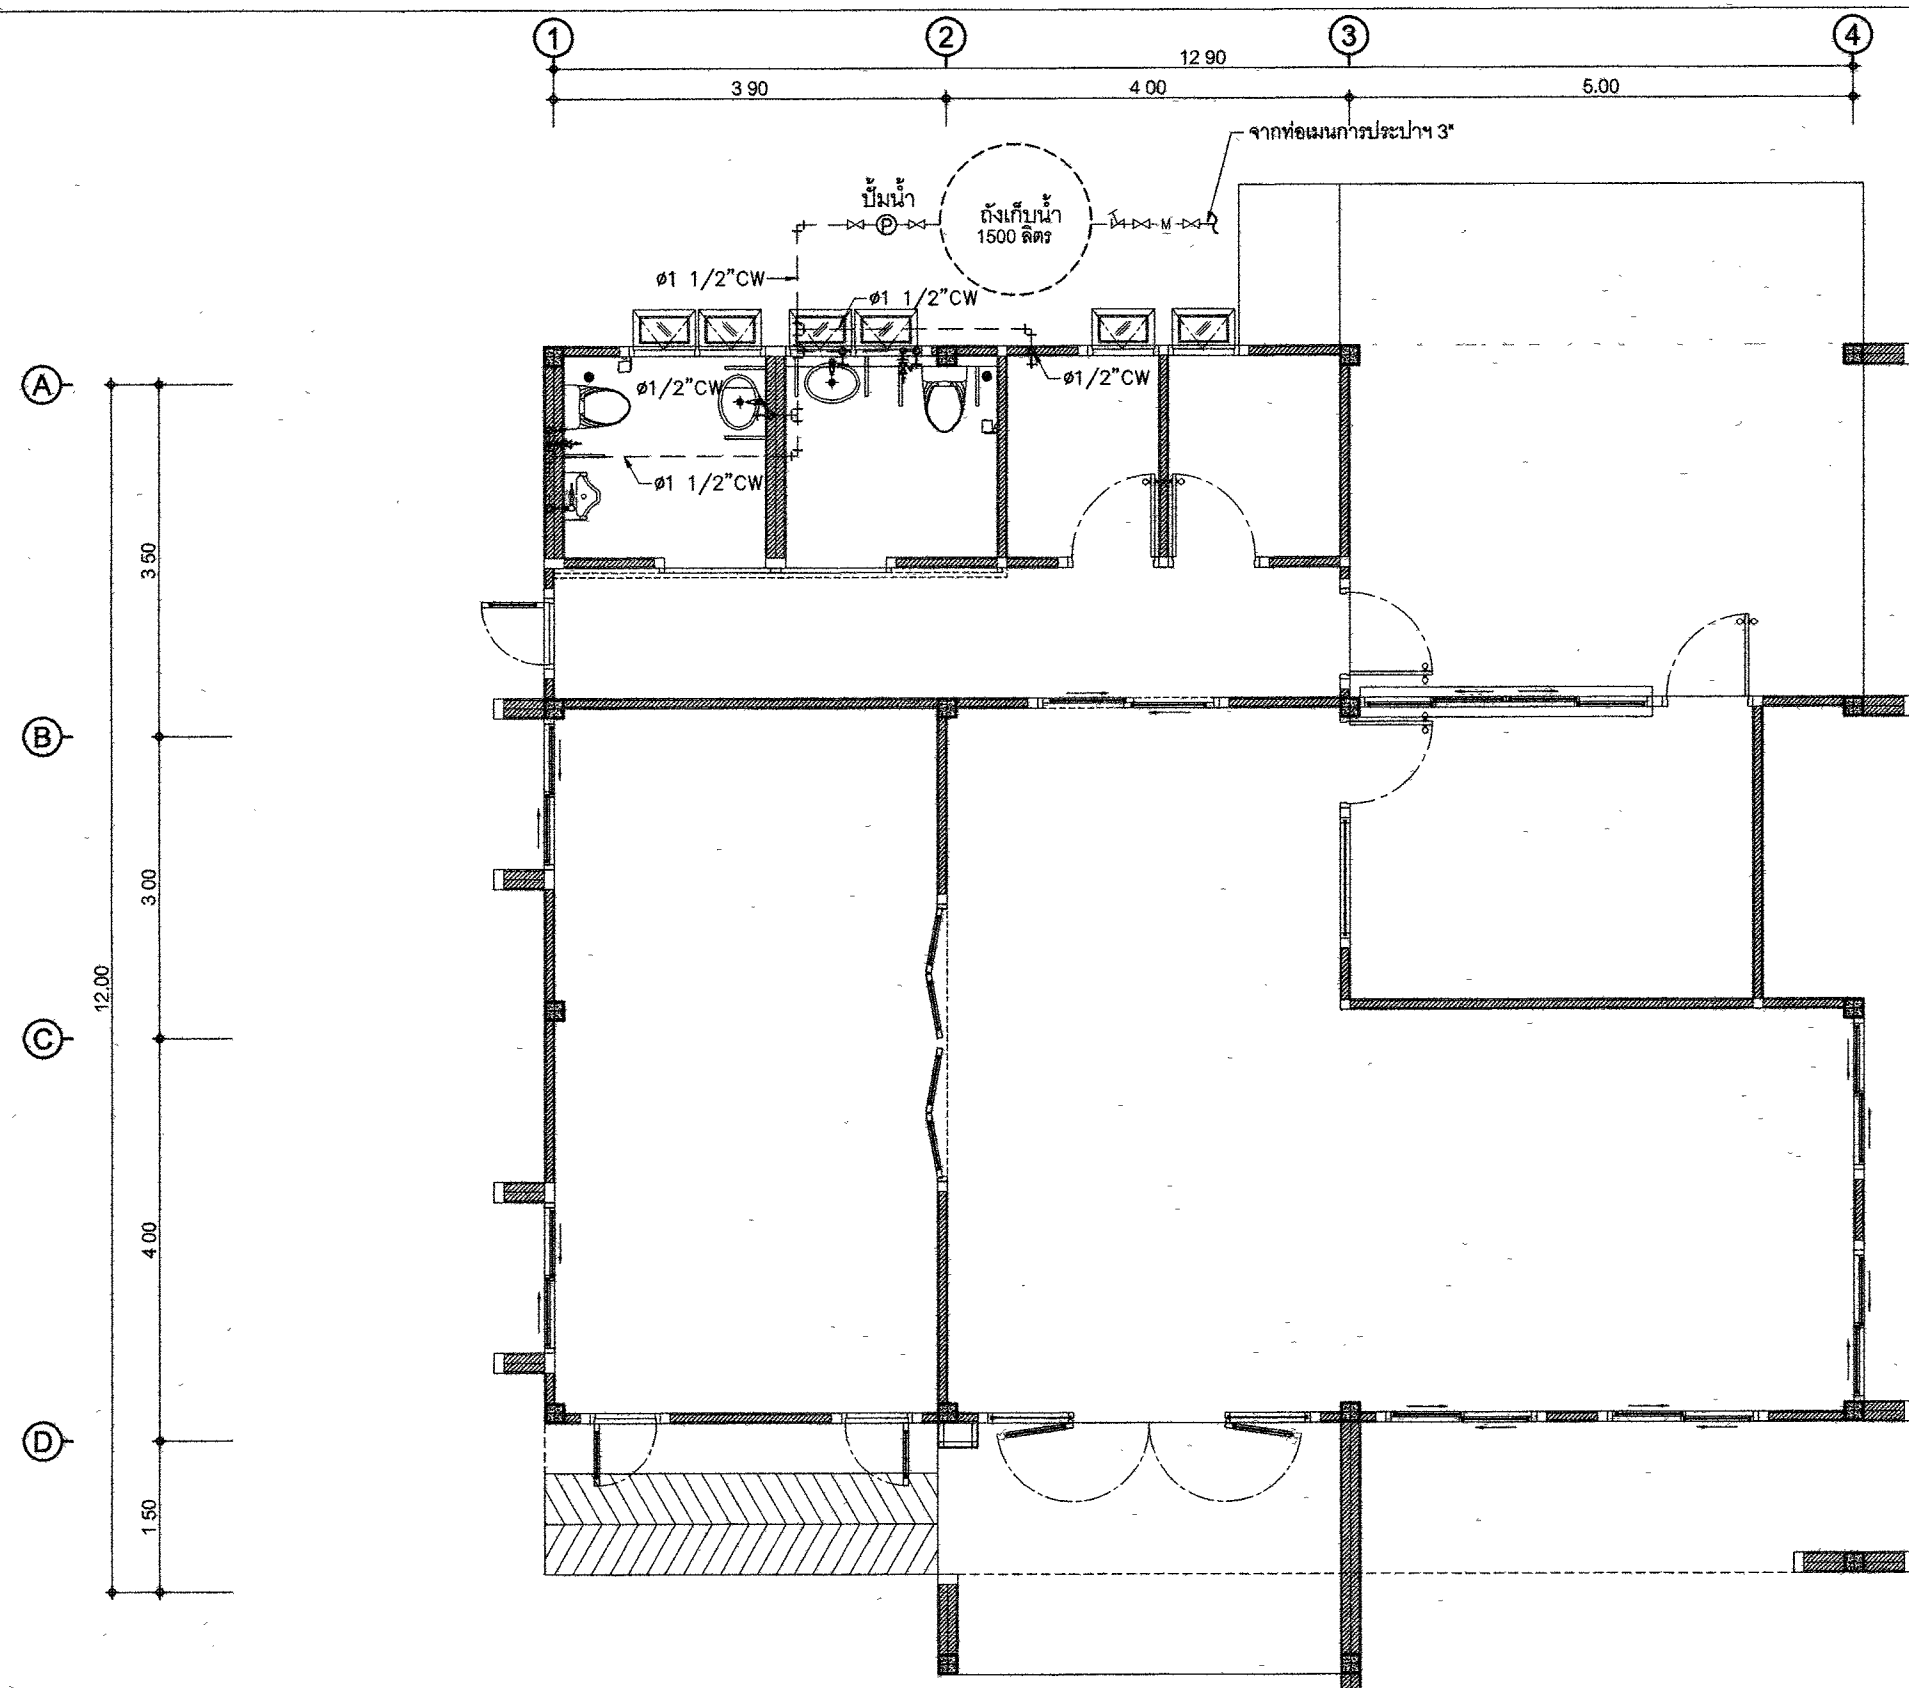 1 2 3 4
12 90
3 90 4 00 5.00
จากท่อเมนการประปาฯ 3"
ปั๊มน้ำ
P
ถังเก็บน้ำ
1500 ลิตร
M
ø1 1/2"CW
ø1 1/2"CW
ø1/2"CW
ø1/2"CW
ø1 1/2"CW
A
3 50
B
3 00
12.00
C
4 00
D
1 50